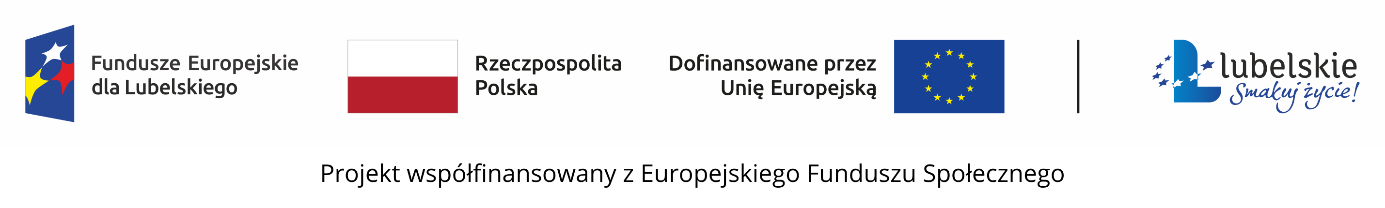 Fundusze Europejskie
dla Lubelskiego
Rzeczpospolita
Polska
Dofinansowane przez
Unię Europejską
lubelskie
Smakuj życie!
Projekt współfinansowany z Europejskiego Funduszu Społecznego